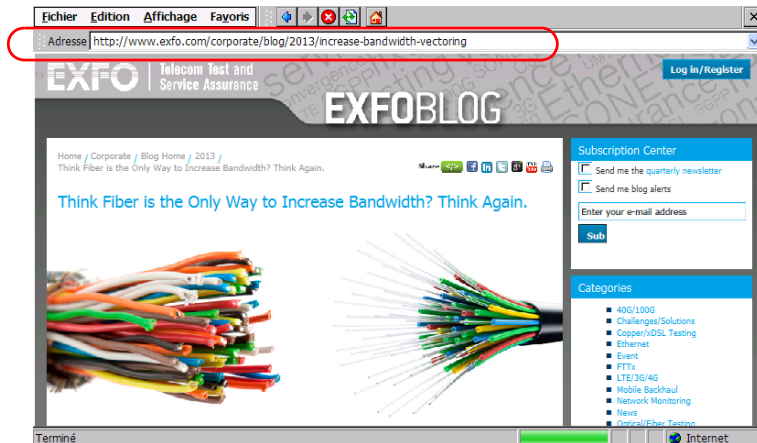 Fichier Edition Affichage Favoris
Adresse http://www.exfo.com/corporate/blog/2013/increase-bandwidth-vectoring
EXFO Telecom Test and
Service Assurance
Log in/Register
EXFOBLOG
Home / Corporate / Blog Home / 2013 /
Think Fiber is the Only Way to Increase Bandwidth? Think Again.
Share
Think Fiber is the Only Way to Increase Bandwidth? Think Again.
Subscription Center
Send me the quarterly newsletter
Send me blog alerts
Enter your e-mail address
Sub
Categories
40G/100G
Challenges/Solutions
Copper/xDSL Testing
Ethernet
Event
FTTx
LTE/3G/4G
Mobile Backhaul
Network Monitoring
News
Optical/Fiber Testing
Terminé
Internet